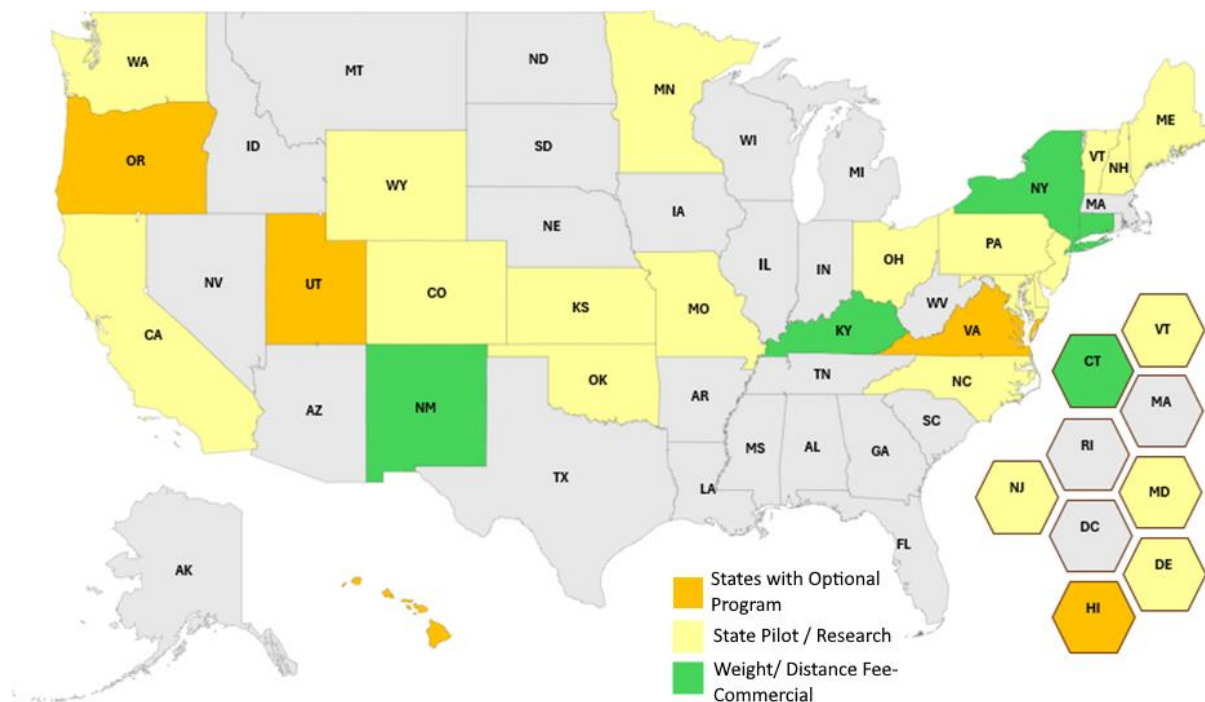 WA
MT
ND
MN
ME
OR
ID
SD
WI
VT
NH
WY
MI
NY
MA
IA
NE
PA
NV
UT
CO
IL
IN
OH
WV
VA
KS
MO
KY
CA
VT
CT
AZ
NM
OK
TN
NC
AR
MA
SC
RI
MS
AL
GA
TX
LA
NJ
MD
DC
FL
DE
AK
HI
States with Optional
Program
State Pilot / Research
Weight/ Distance Fee-
Commercial